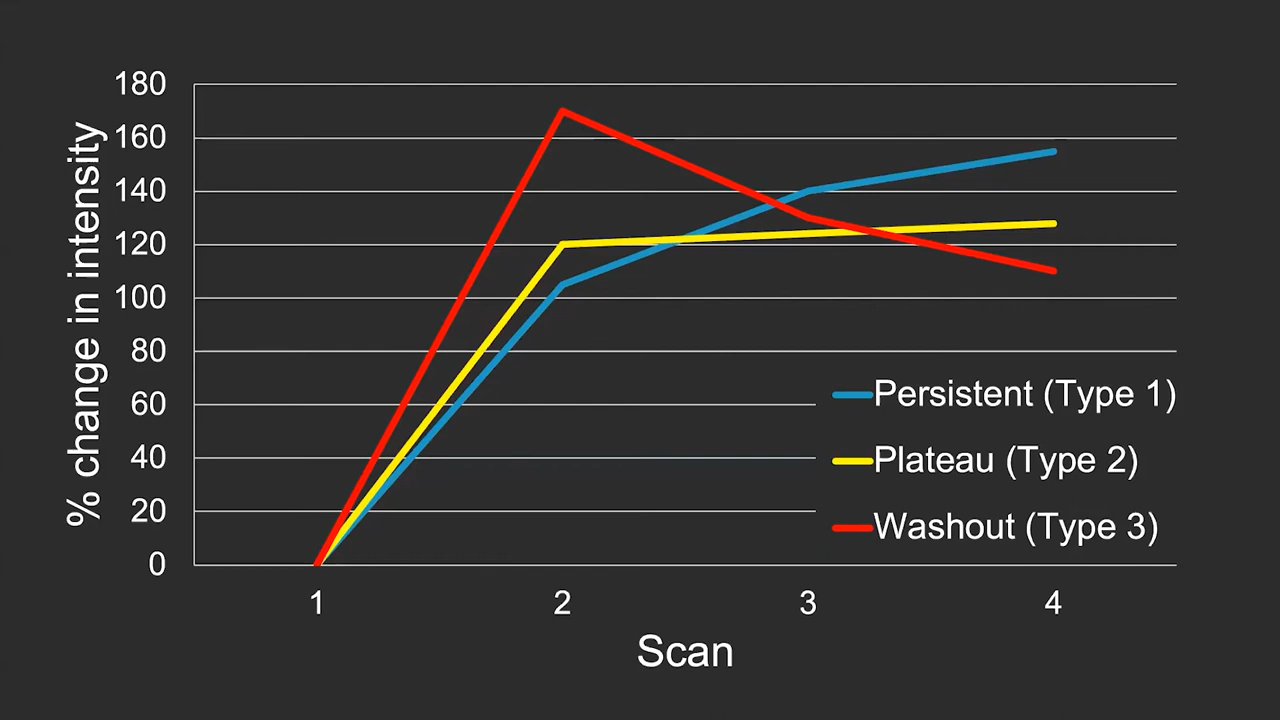 180
160
140
120
100
80
60
40
20
0
% change in intensity
1 2 3 4
Scan
Persistent (Type 1)
Plateau (Type 2)
Washout (Type 3)